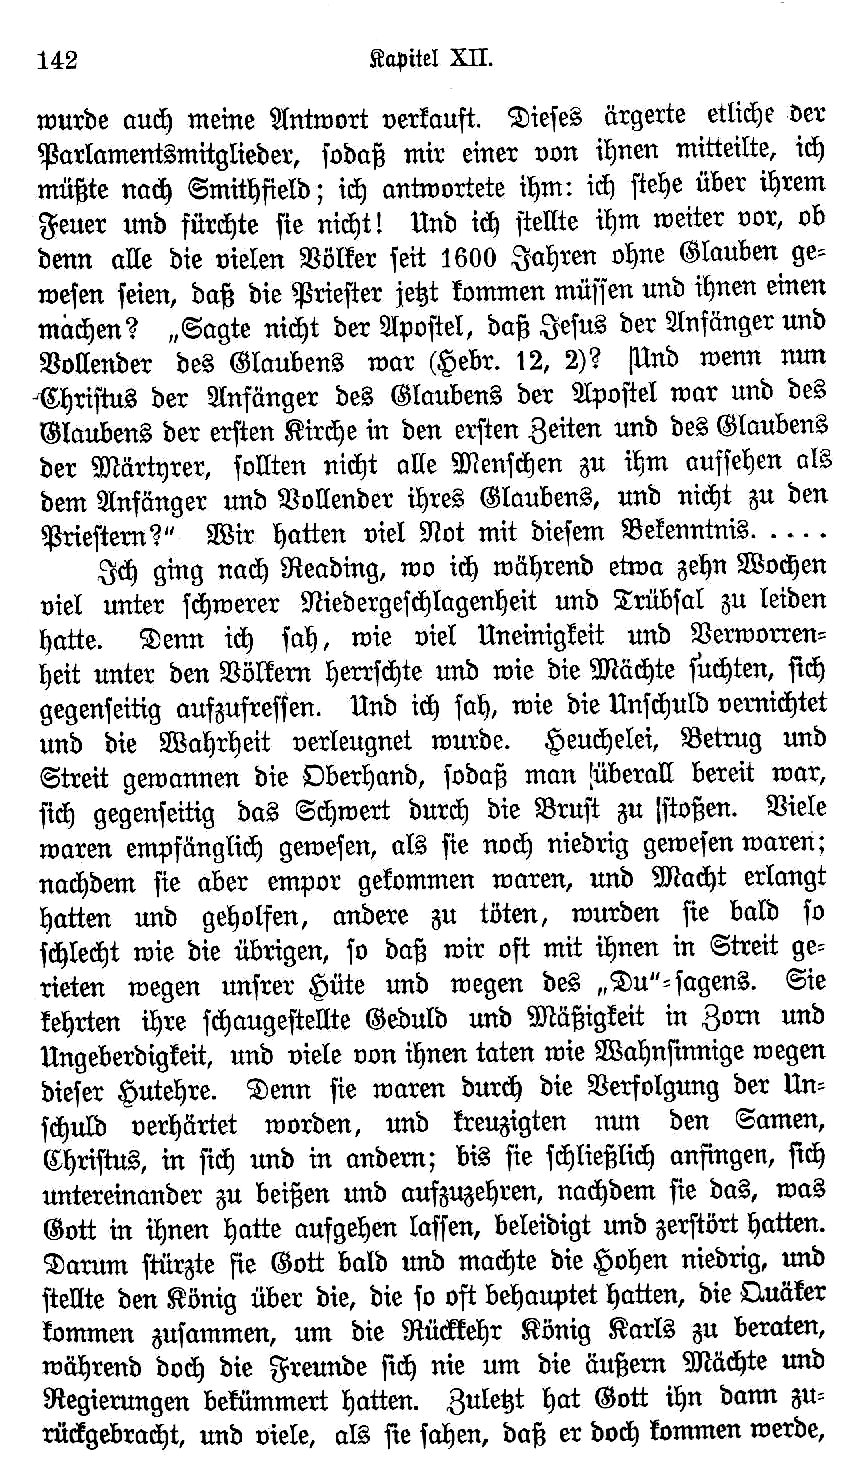 142 Kapitel XII.
wurde auch meine Antwort verkauft. Dieses ärgerte etliche der
Parlamentsmitglieder, sodaß mir einer von ihnen mitteilte, ich
müßte nach Smithfield; ich antwortete ihm: ich stehe über ihrem
Feuer und fürchte sie nicht! Und ich stellte ihm weiter vor, ob
denn alle die vielen Völker seit 1600 Jahren ohne Glauben ge-
wesen seien, daß die Priester jetzt kommen müssen und ihnen einen
machen? „Sagte nicht der Apostel, daß Jesus der Anfänger und
Vollender des Glaubens war (Hebr. 12, 2)? Und wenn nun
Christus der Anfänger des Glaubens der Apostel war und des
Glaubens der ersten Kirche in den ersten Zeiten und des Glaubens
der Märtyrer, sollten nicht alle Menschen zu ihm aufsehen als
dem Anfänger und Vollender ihres Glaubens, und nicht zu den
Priestern?“ Wir hatten viel Not mit diesem Bekenntnis. . . . .
Ich ging nach Reading, wo ich während etwa zehn Wochen
viel unter schwerer Niedergeschlagenheit und Trübsal zu leiden
hatte. Denn ich sah, wie viel Uneinigkeit und Verworren-
heit unter den Völkern herrschte und wie die Mächte suchten, sich
gegenseitig aufzufressen. Und ich sah, wie die Unschuld vernichtet
und die Wahrheit verleugnet wurde. Heuchelei, Betrug und
Streit gewannen die Oberhand, sodaß man überall bereit war,
sich gegenseitig das Schwert durch die Brust zu stoßen. Viele
waren empfänglich gewesen, als sie noch niedrig gewesen waren;
nachdem sie aber empor gekommen waren, und Macht erlangt
hatten und geholfen, andere zu töten, wurden sie bald so
schlecht wie die übrigen, so daß wir oft mit ihnen in Streit ge-
rieten wegen unsrer Hüte und wegen des „Du“-sagens. Sie
kehrten ihre schaugestellte Geduld und Mäßigkeit in Zorn und
Ungeberdigkeit, und viele von ihnen taten wie Wahnsinnige wegen
dieser Hutehre. Denn sie waren durch die Verfolgung der Un-
schuld verhärtet worden, und kreuzigten nun den Samen,
Christus, in sich und in andern; bis sie schließlich anfingen, sich
untereinander zu beißen und aufzuzehren, nachdem sie das, was
Gott in ihnen hatte aufgehen lassen, beleidigt und zerstört hatten.
Darum stürzte sie Gott bald und machte die Hohen niedrig, und
stellte den König über die, die so oft behauptet hatten, die Quäker
kommen zusammen, um die Rückkehr König Karls zu beraten,
während doch die Freunde sich nie um die äußern Mächte und
Regierungen bekümmert hatten. Zuletzt hat Gott ihn dann zu-
rückgebracht, und viele, als sie sahen, daß er doch kommen werde,